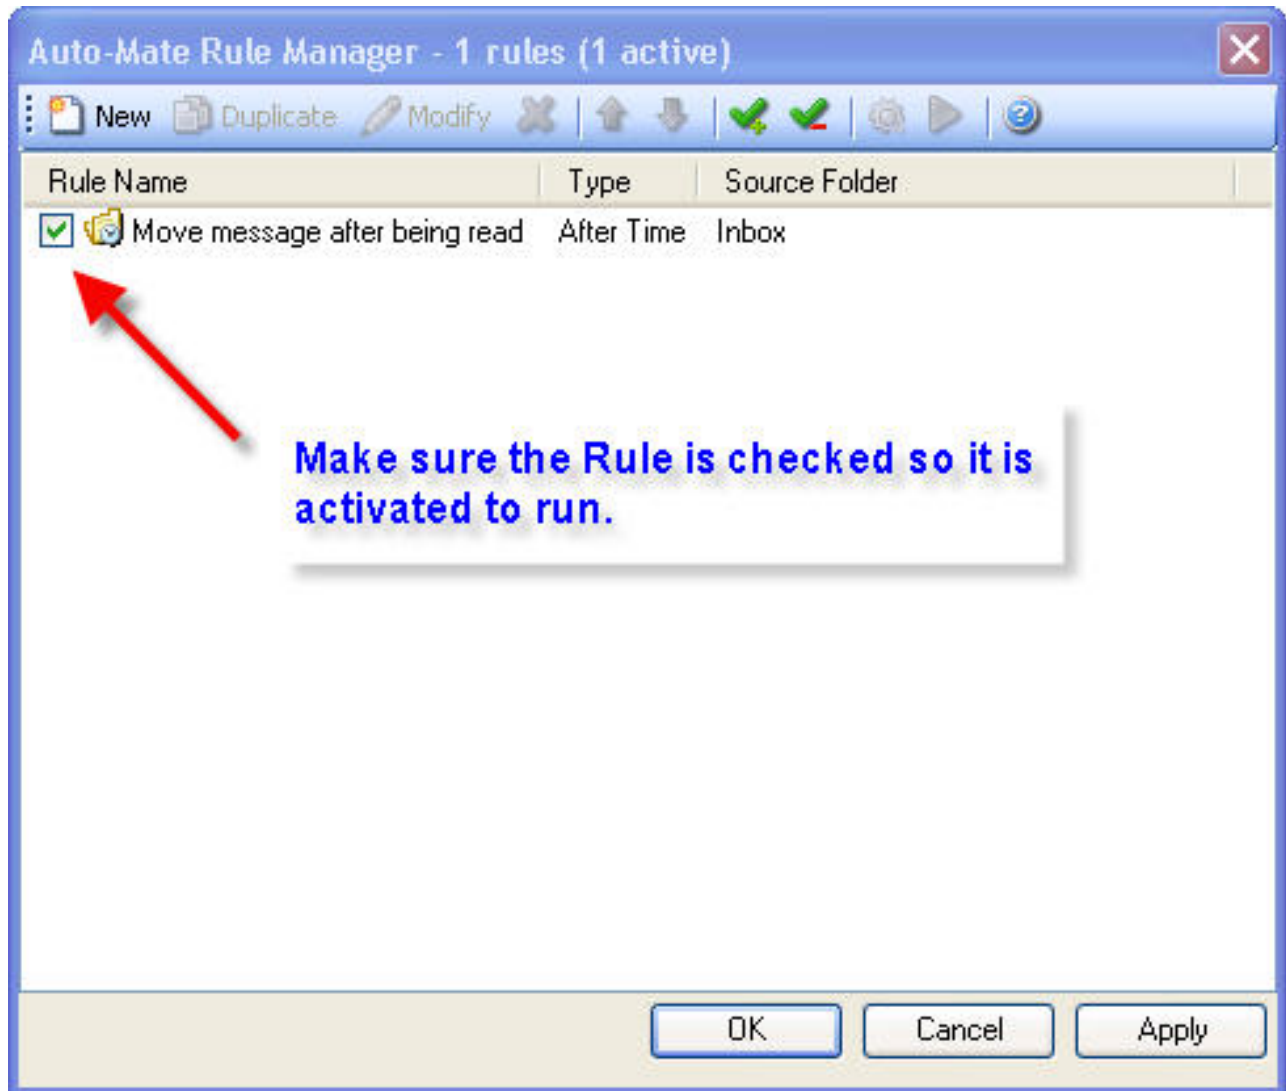 Auto-Mate Rule Manager - 1 rules (1 active)
New Duplicate Modify
Rule Name Type Source Folder
Move message after being read After Time Inbox
Make sure the Rule is checked so it is
activated to run.
OK Cancel Apply